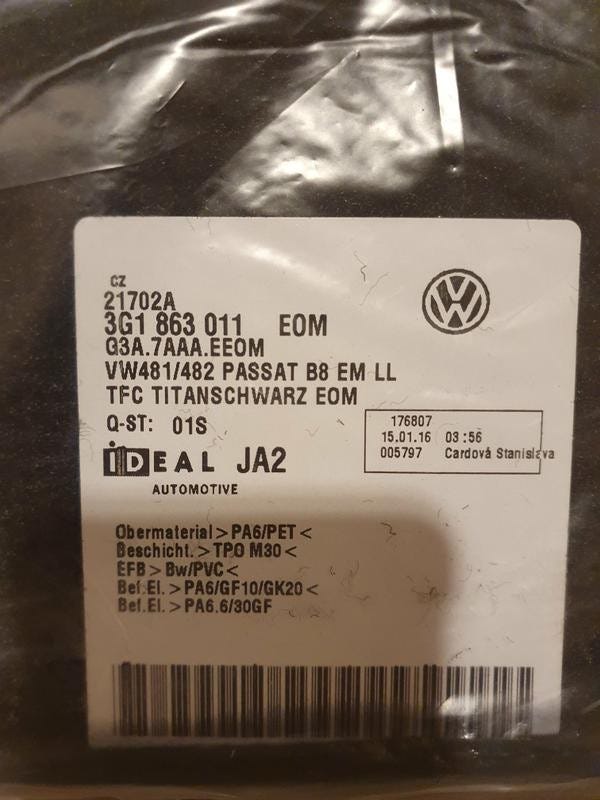 CZ
21702A
3G1 863 011 EOM
G3A.7AAA.EEOM
VW481/482 PASSAT B8 EM LL
TFC TITANSCHWARZ EOM
Q-ST: 01S
176807
15.01.16 03:56
005797 Cardová Stanislava
iDEAL JA2
AUTOMOTIVE
Obermaterial>PA6/PET<
Beschicht.>TPO M30<
EFB>Bw/PVC<
Bef.El.>PA6/GF10/GK20<
Bef.El.>PA6.6/30GF